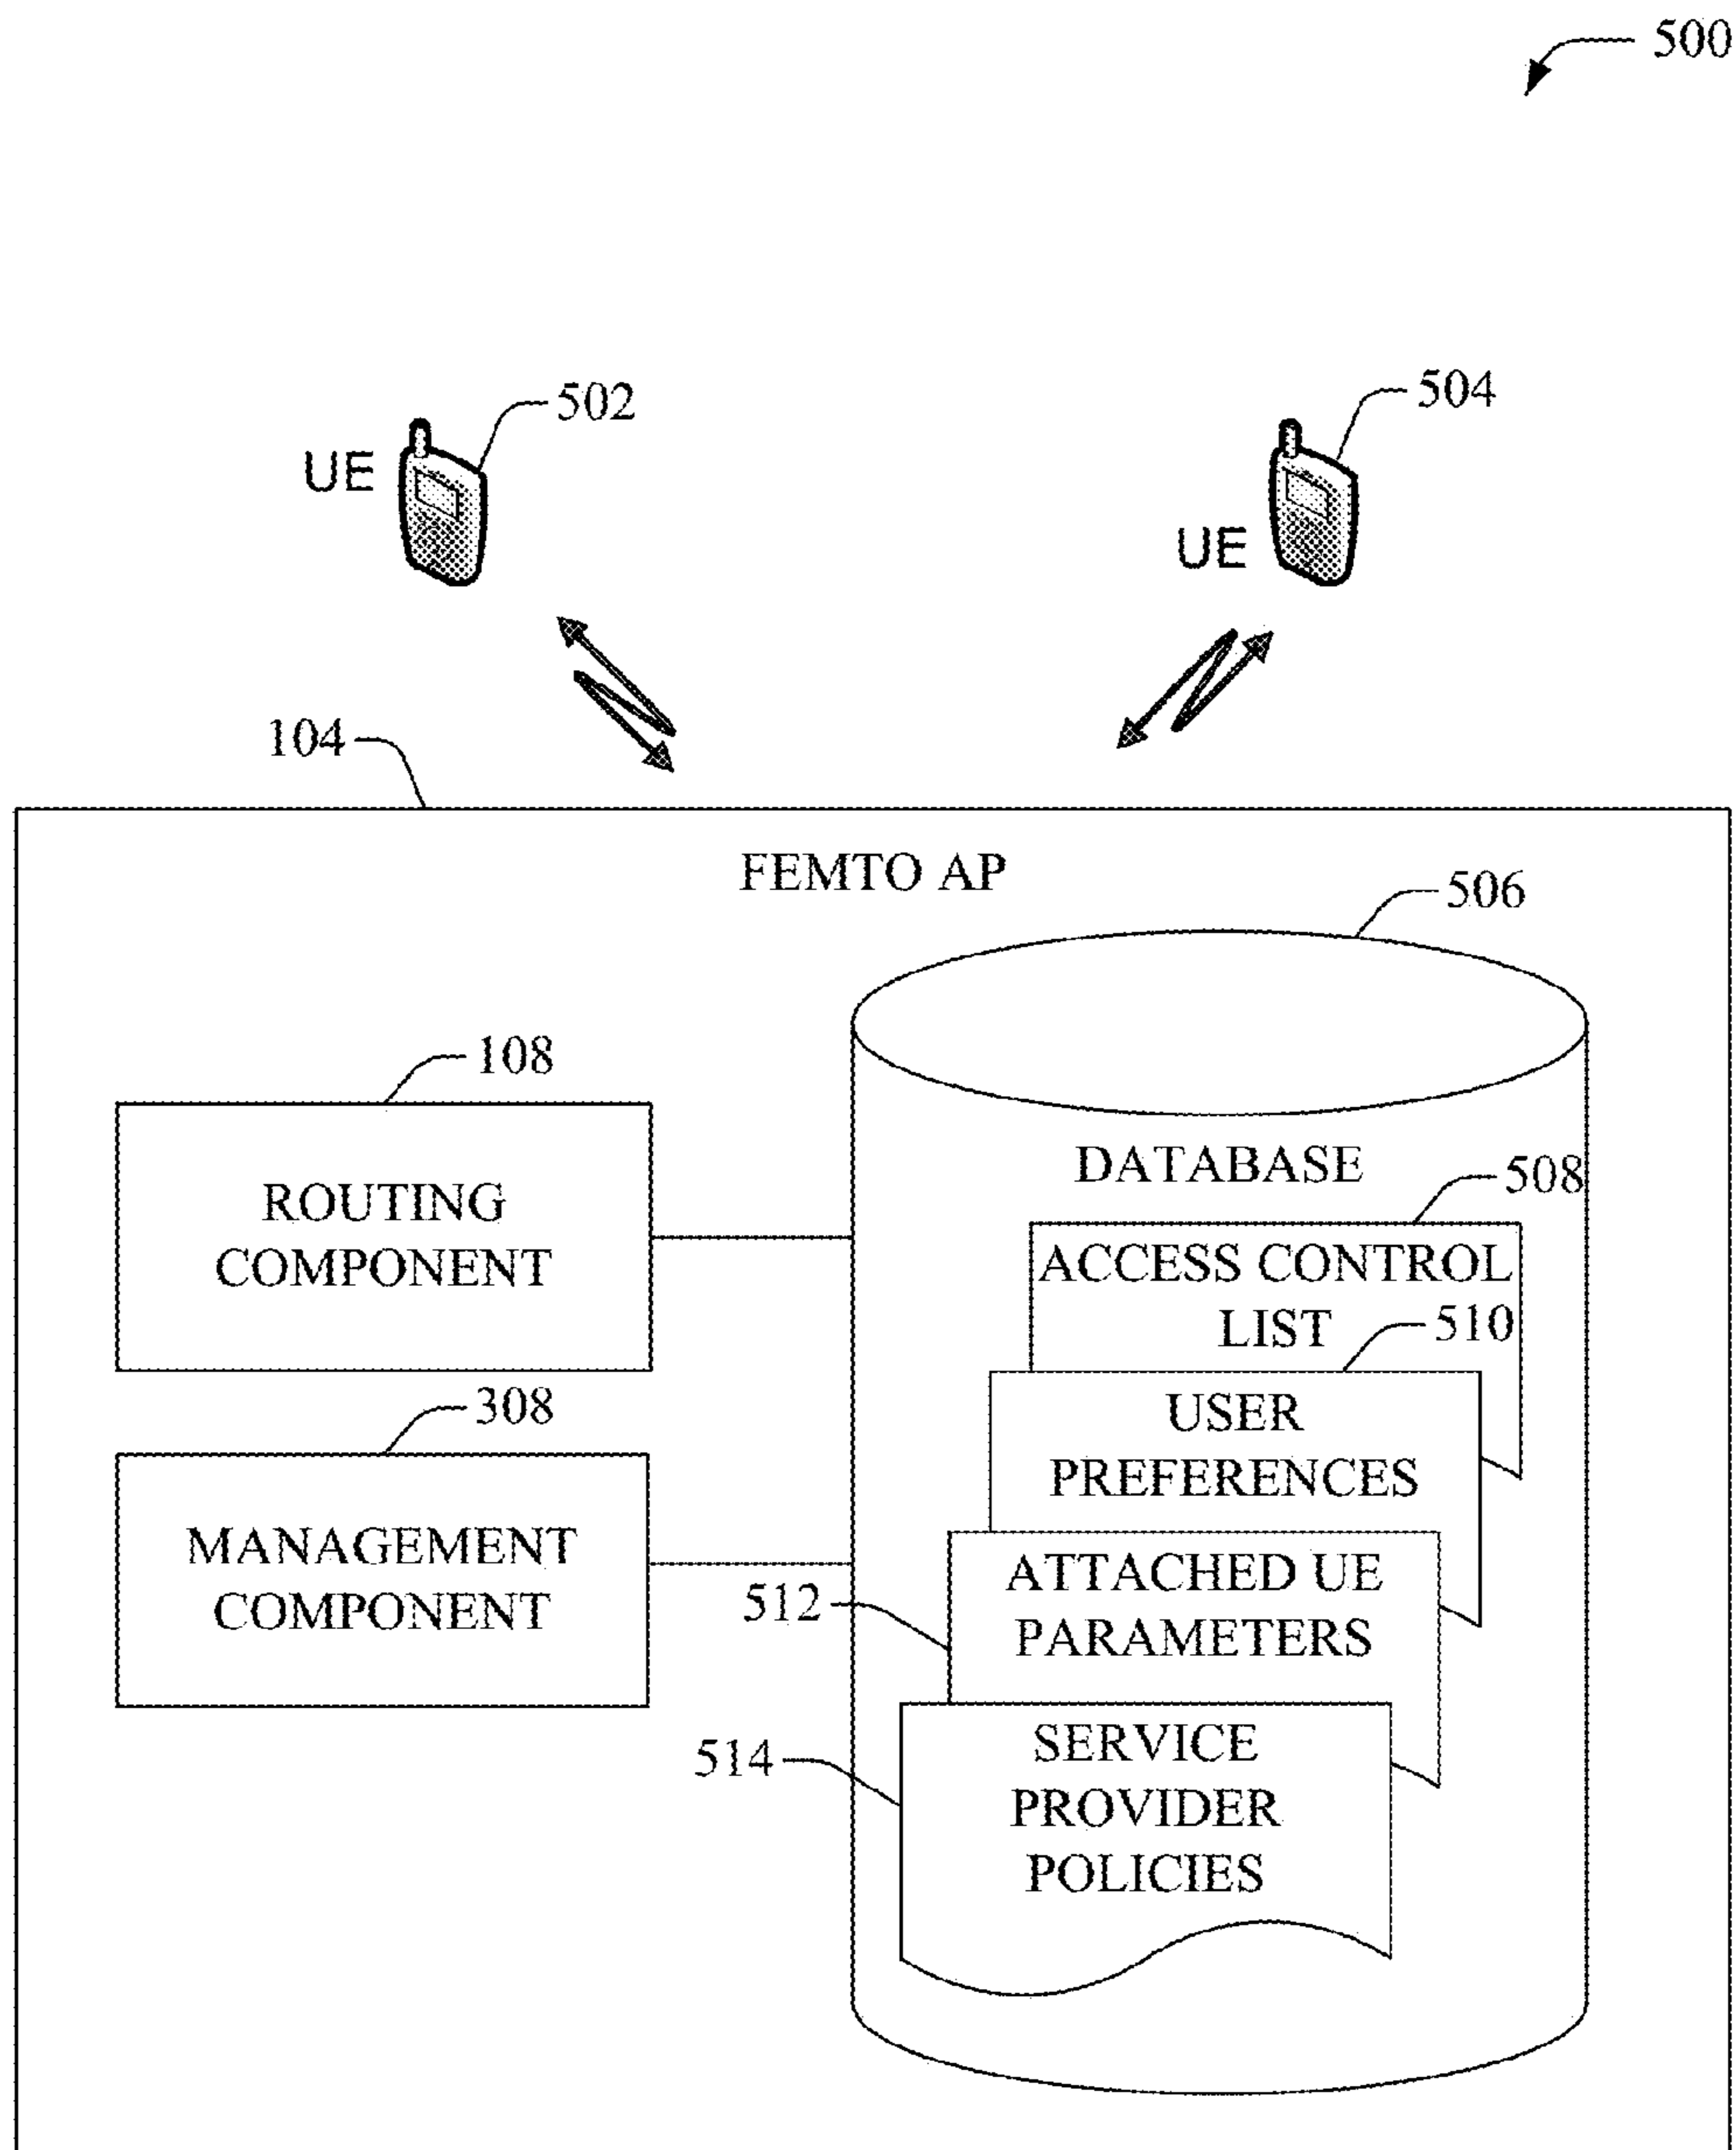 500
502
504
UE
UE
104
FEMTO AP
506
108
DATABASE
508
ROUTING
COMPONENT
ACCESS CONTROL
LIST
510
308
USER
PREFERENCES
MANAGEMENT
COMPONENT
512
ATTACHED UE
PARAMETERS
514
SERVICE
PROVIDER
POLICIES